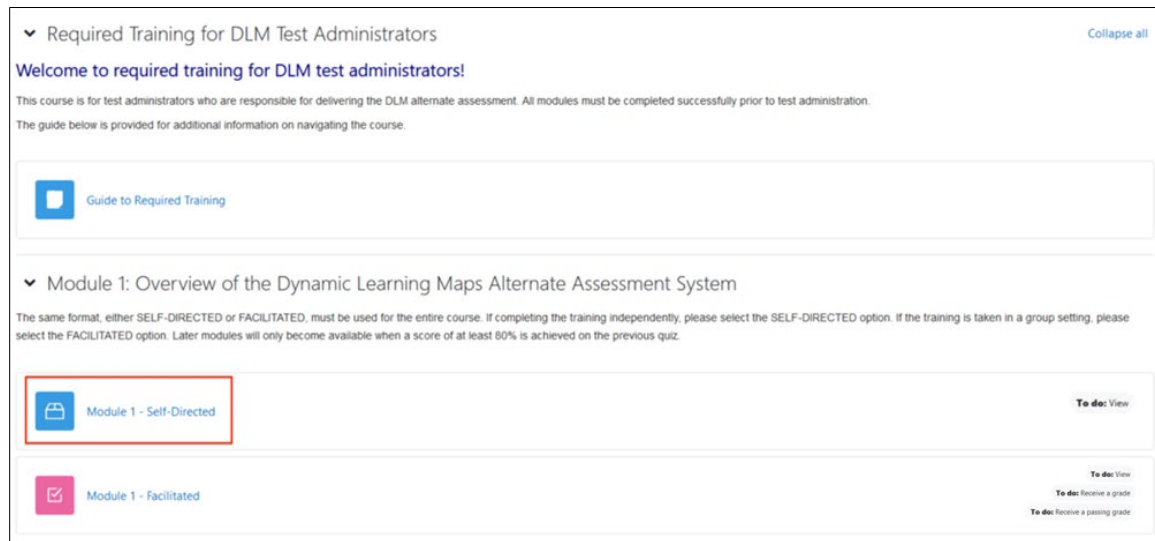 Required Training for DLM Test Administrators
Collapse all
Welcome to required training for DLM test administrators!
This course is for test administrators who are responsible for delivering the DLM alternate assessment. All modules must be completed successfully prior to test administration.
The guide below is provided for additional information on navigating the course.
Guide to Required Training
Module 1: Overview of the Dynamic Learning Maps Alternate Assessment System
The same format, either SELF-DIRECTED or FACILITATED, must be used for the entire course. If completing the training independently, please select the SELF-DIRECTED option. If the training is taken in a group setting, please
select the FACILITATED option. Later modules will only become available when a score of at least 80% is achieved on the previous quiz.
Module 1 - Self-Directed
To do: View
Module 1 - Facilitated
To do: View
To do: Receive a grade
To do: Receive a passing grade